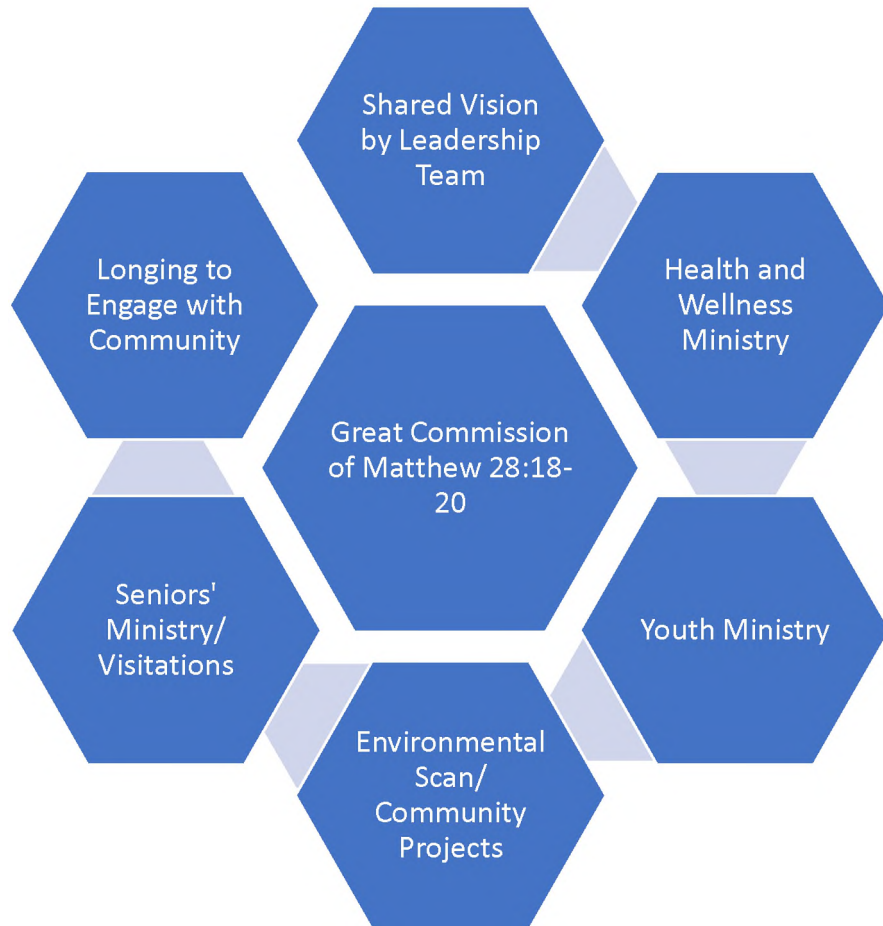 Shared Vision
by Leadership
Team
Health and
Wellness
Ministry
Youth Ministry
Environmental
Scan/
Community
Projects
Seniors'
Ministry/
Visitations
Longing to
Engage with
Community
Great Commission
of Matthew 28:18-
20